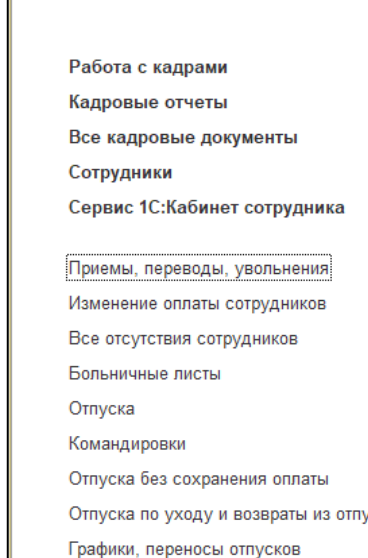 Работа с кадрами
Кадровые отчеты
Все кадровые документы
Сотрудники
Сервис 1С:Кабинет сотрудника
Приемы, переводы, увольнения
Изменение оплаты сотрудников
Все отсутствия сотрудников
Больничные листы
Отпуска
Командировки
Отпуска без сохранения оплаты
Отпуска по уходу и возвраты из отпу
Графики, переносы отпусков